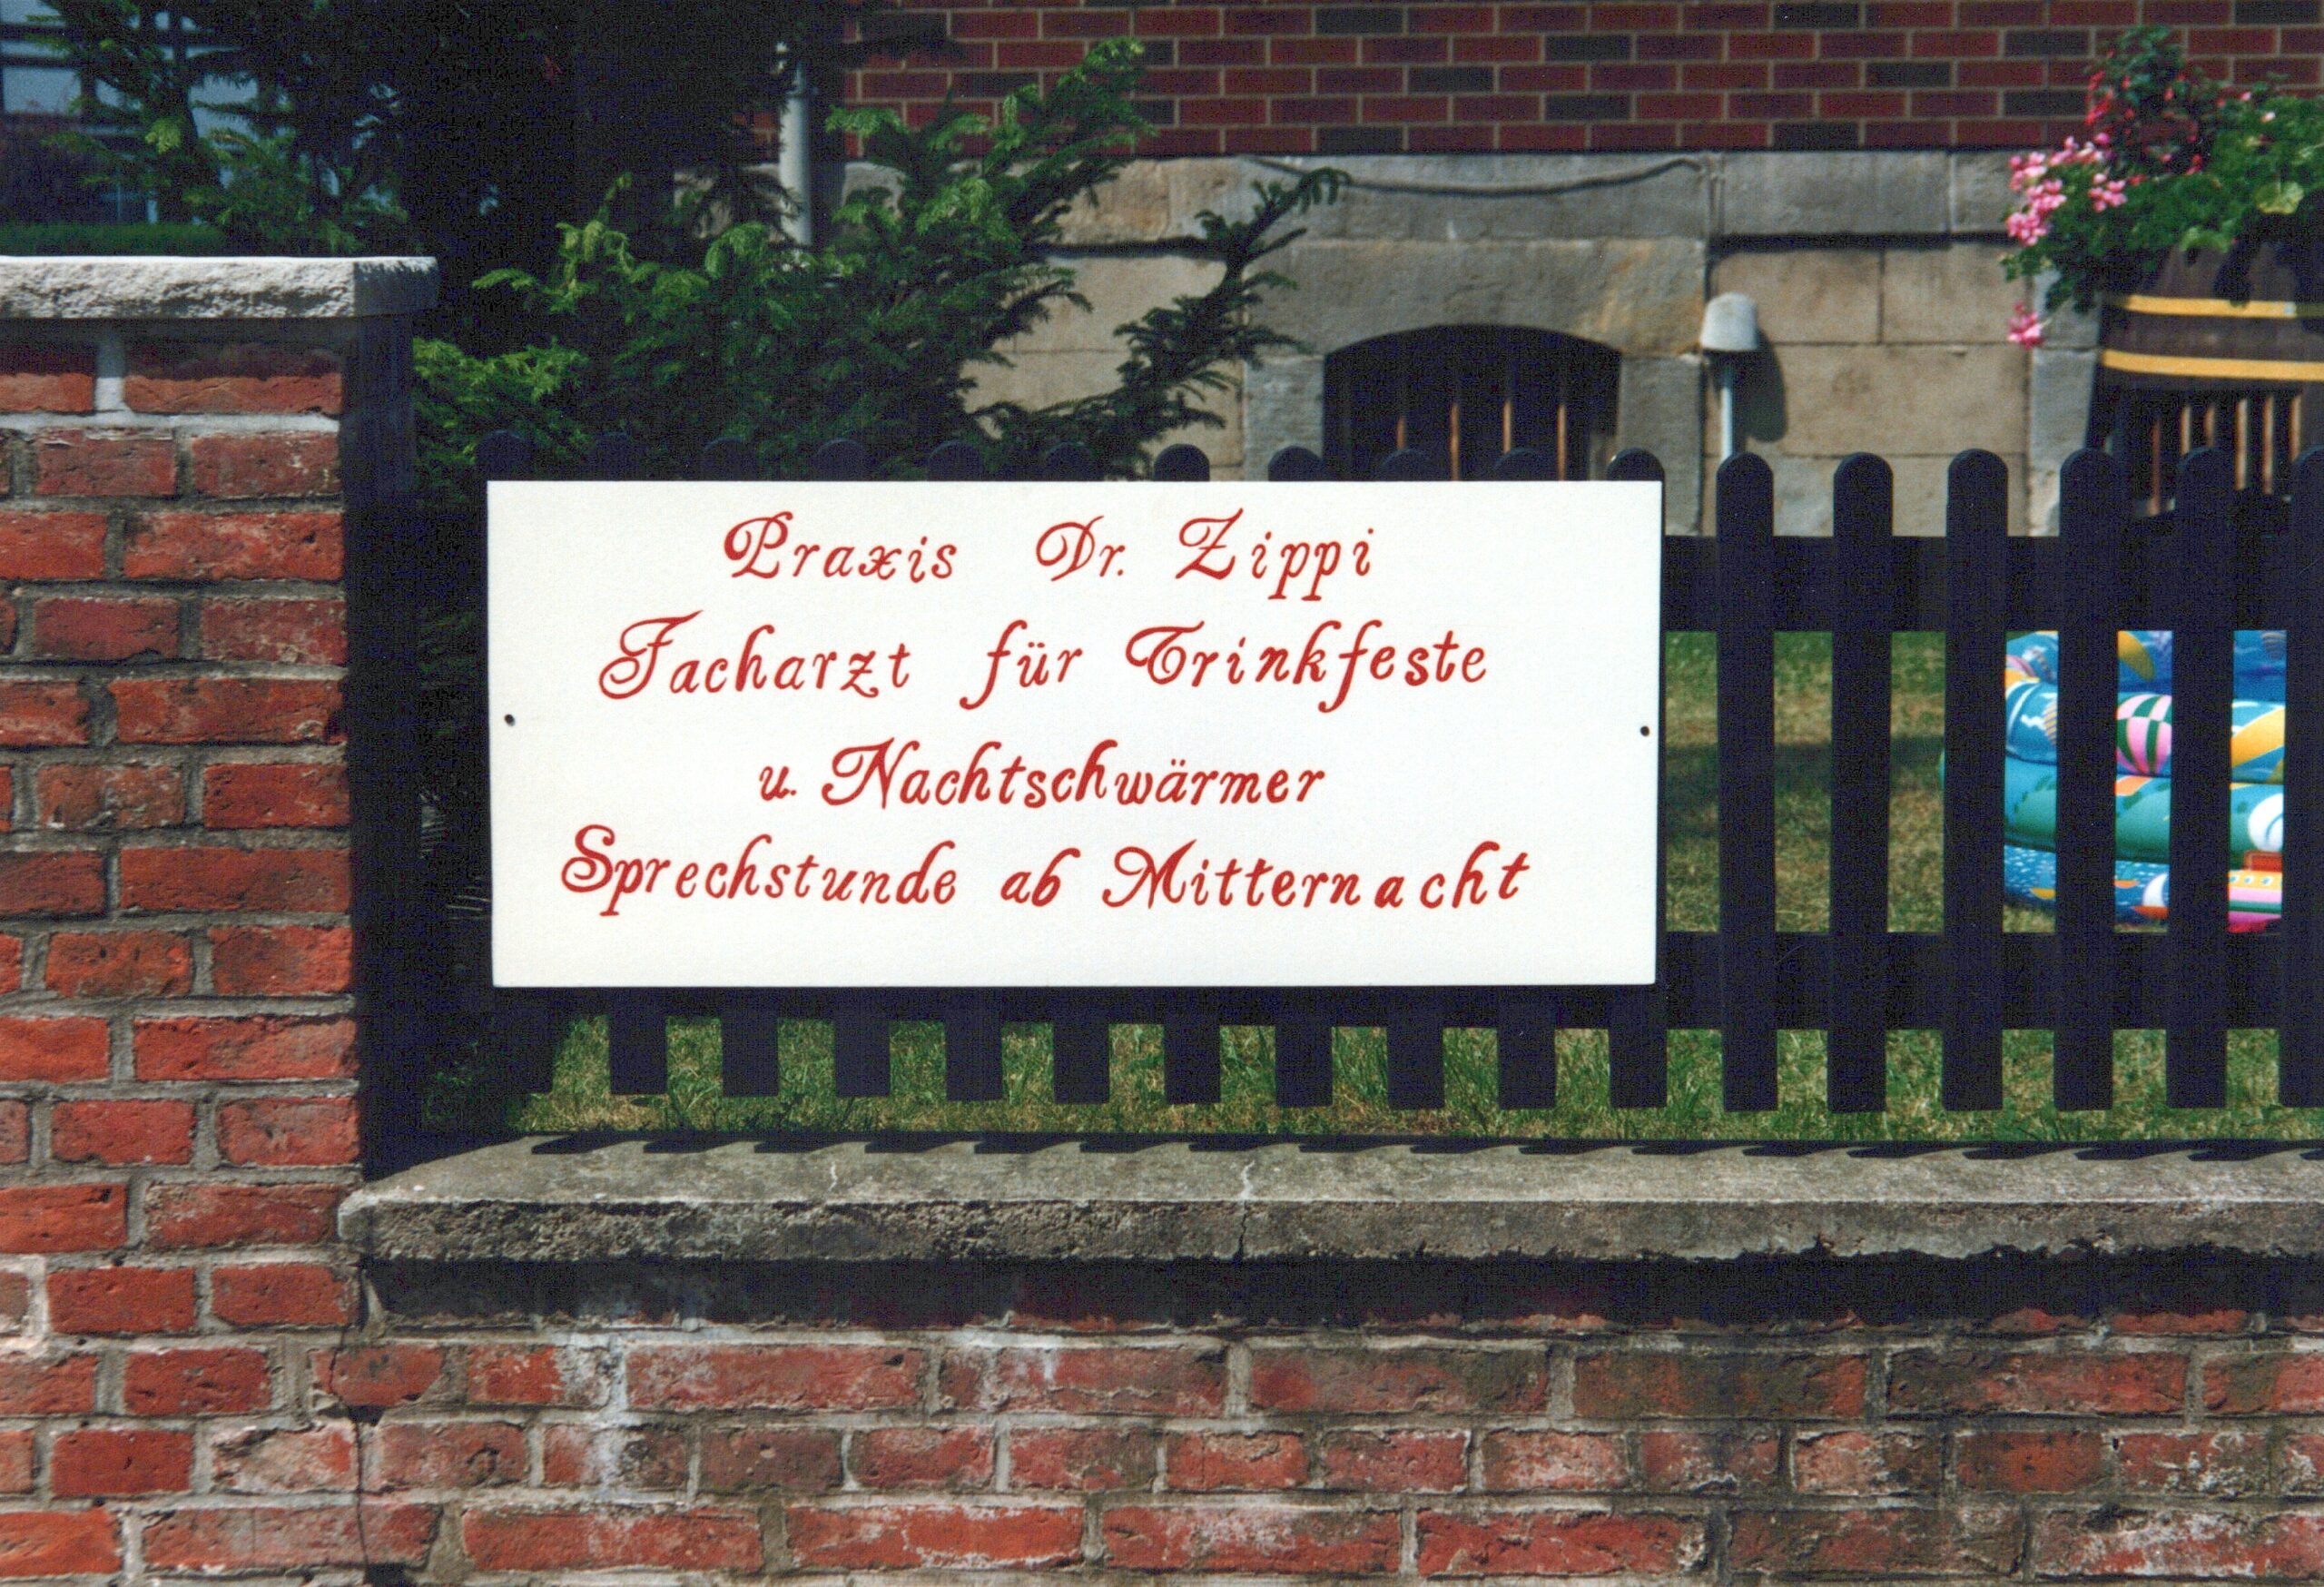 Praxis Dr. Zippi
Facharzt für Trinkfeste
u. Nachtschwärmer
Sprechstunde ab Mitternacht